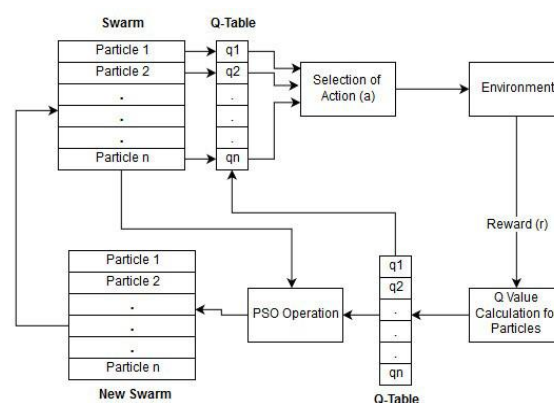 Swarm
Q-Table
Particle 1
Particle 2
.
.
.
Particle n
q1
q2
.
.
.
qn
Selection of
Action (a)
Environment
Reward (r)
Particle 1
Particle 2
.
.
.
Particle n
New Swarm
PSO Operation
q1
q2
.
.
.
qn
Q-Table
Q Value
Calculation for
Particles